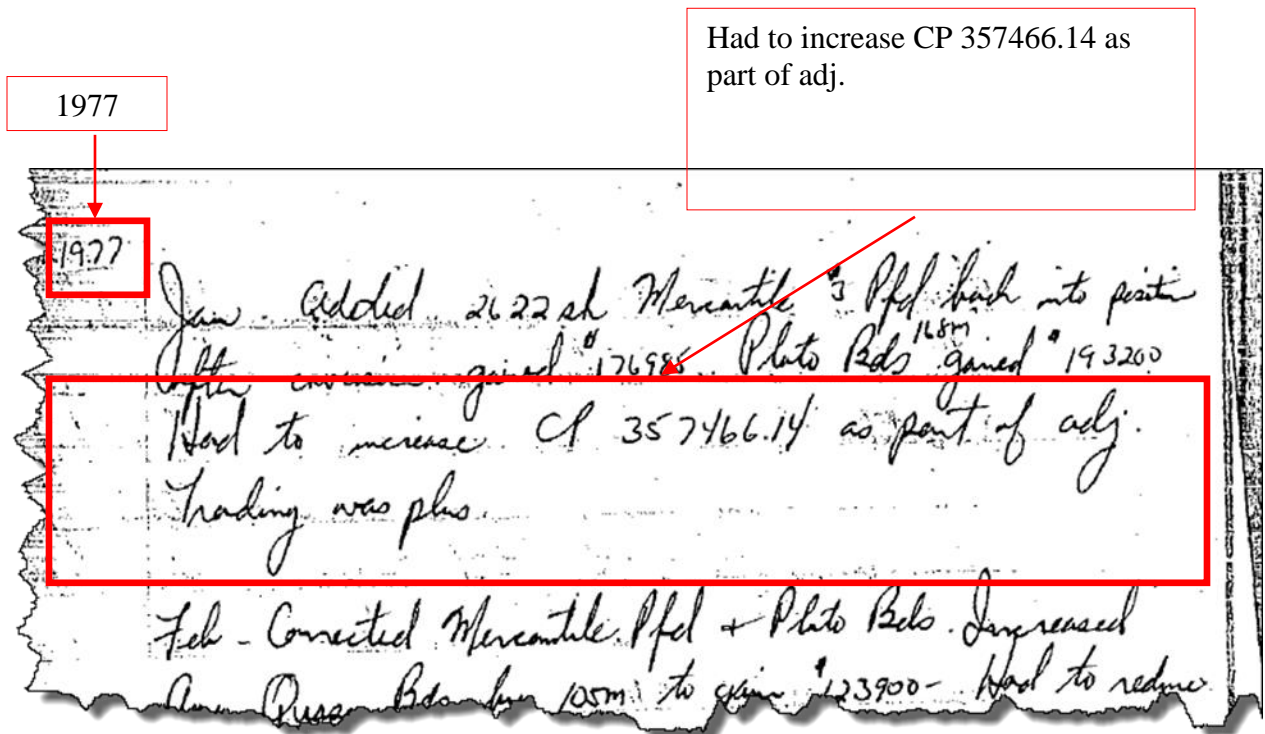 Had to increase CP 357466.14 as
part of adj.
1977
1977
Jan. Added 2622 sh Mercantile $3 Pfd back into position
After gained $176985 Pluto Bds 168m gained $193200
Had to increase CP 357466.14 as part of adj.
Trading was plus.
Feb - Corrected Mercantile Pfd + Pluto Bds. Increased
Bds 105m to gain $123900- Had to reduce